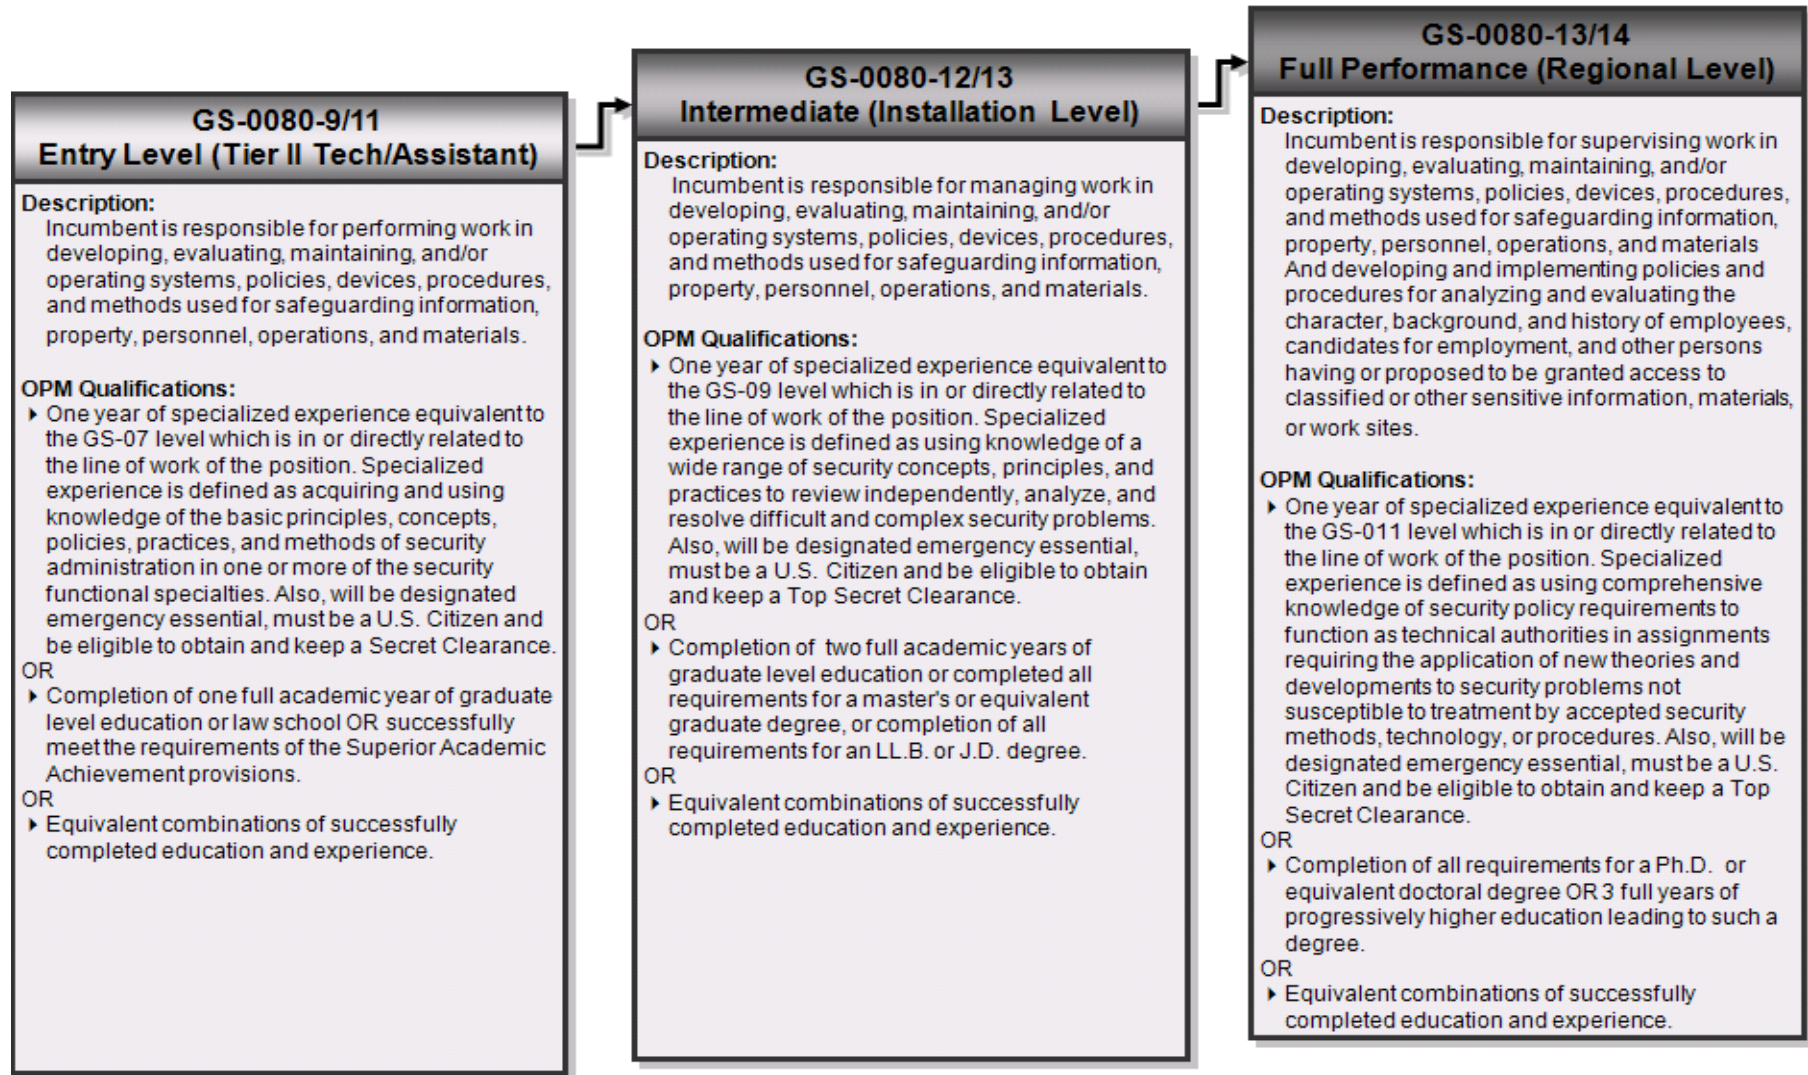 GS-0080-9/11
Entry Level (Tier II Tech/Assistant)
Description:
Incumbent is responsible for performing work in
developing, evaluating, maintaining, and/or
operating systems, policies, devices, procedures,
and methods used for safeguarding information,
property, personnel, operations, and materials.
OPM Qualifications:
One year of specialized experience equivalent to
the GS-07 level which is in or directly related to
the line of work of the position. Specialized
experience is defined as acquiring and using
knowledge of the basic principles, concepts,
policies, practices, and methods of security
administration in one or more of the security
functional specialties. Also, will be designated
emergency essential, must be a U.S. Citizen and
be eligible to obtain and keep a Secret Clearance.
OR
Completion of one full academic year of graduate
level education or law school OR successfully
meet the requirements of the Superior Academic
Achievement provisions.
OR
Equivalent combinations of successfully
completed education and experience.
GS-0080-12/13
Intermediate (Installation Level)
Description:
Incumbent is responsible for managing work in
developing, evaluating, maintaining, and/or
operating systems, policies, devices, procedures,
and methods used for safeguarding information,
property, personnel, operations, and materials.
OPM Qualifications:
One year of specialized experience equivalent to
the GS-09 level which is in or directly related to
the line of work of the position. Specialized
experience is defined as using knowledge of a
wide range of security concepts, principles, and
practices to review independently, analyze, and
resolve difficult and complex security problems.
Also, will be designated emergency essential,
must be a U.S. Citizen and be eligible to obtain
and keep a Top Secret Clearance.
OR
Completion of two full academic years of
graduate level education or completed all
requirements for a master's or equivalent
graduate degree, or completion of all
requirements for an LL.B. or J.D. degree.
OR
Equivalent combinations of successfully
completed education and experience.
GS-0080-13/14
Full Performance (Regional Level)
Description:
Incumbent is responsible for supervising work in
developing, evaluating, maintaining, and/or
operating systems, policies, devices, procedures,
and methods used for safeguarding information,
property, personnel, operations, and materials
And developing and implementing policies and
procedures for analyzing and evaluating the
character, background, and history of employees,
candidates for employment, and other persons
having or proposed to be granted access to
classified or other sensitive information, materials,
or work sites.
OPM Qualifications:
One year of specialized experience equivalent to
the GS-011 level which is in or directly related to
the line of work of the position. Specialized
experience is defined as using comprehensive
knowledge of security policy requirements to
function as technical authorities in assignments
requiring the application of new theories and
developments to security problems not
susceptible to treatment by accepted security
methods, technology, or procedures. Also, will be
designated emergency essential, must be a U.S.
Citizen and be eligible to obtain and keep a Top
Secret Clearance.
OR
Completion of all requirements for a Ph.D. or
equivalent doctoral degree OR 3 full years of
progressively higher education leading to such a
degree.
OR
Equivalent combinations of successfully
completed education and experience.